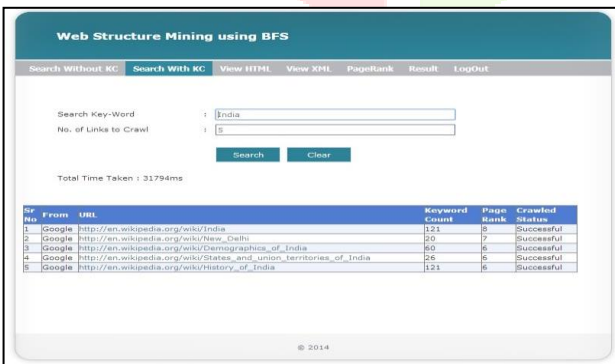 Web Structure Mining using BFS
Search Without KC Search With KC View HTML View XML PageRank Result LogOut
Search Key-Word : India
No. of Links to Crawl : 5
Search Clear
Total Time Taken : 31794ms
Sr No From URL Keyword Count Page Rank Crawled Status
1 Google http://en.wikipedia.org/wiki/India 121 8 Successful
2 Google http://en.wikipedia.org/wiki/New_Delhi 20 7 Successful
3 Google http://en.wikipedia.org/wiki/Demographics_of_India 60 6 Successful
4 Google http://en.wikipedia.org/wiki/States_and_union_territories_of_India 26 6 Successful
5 Google http://en.wikipedia.org/wiki/History_of_India 121 6 Successful
© 2014